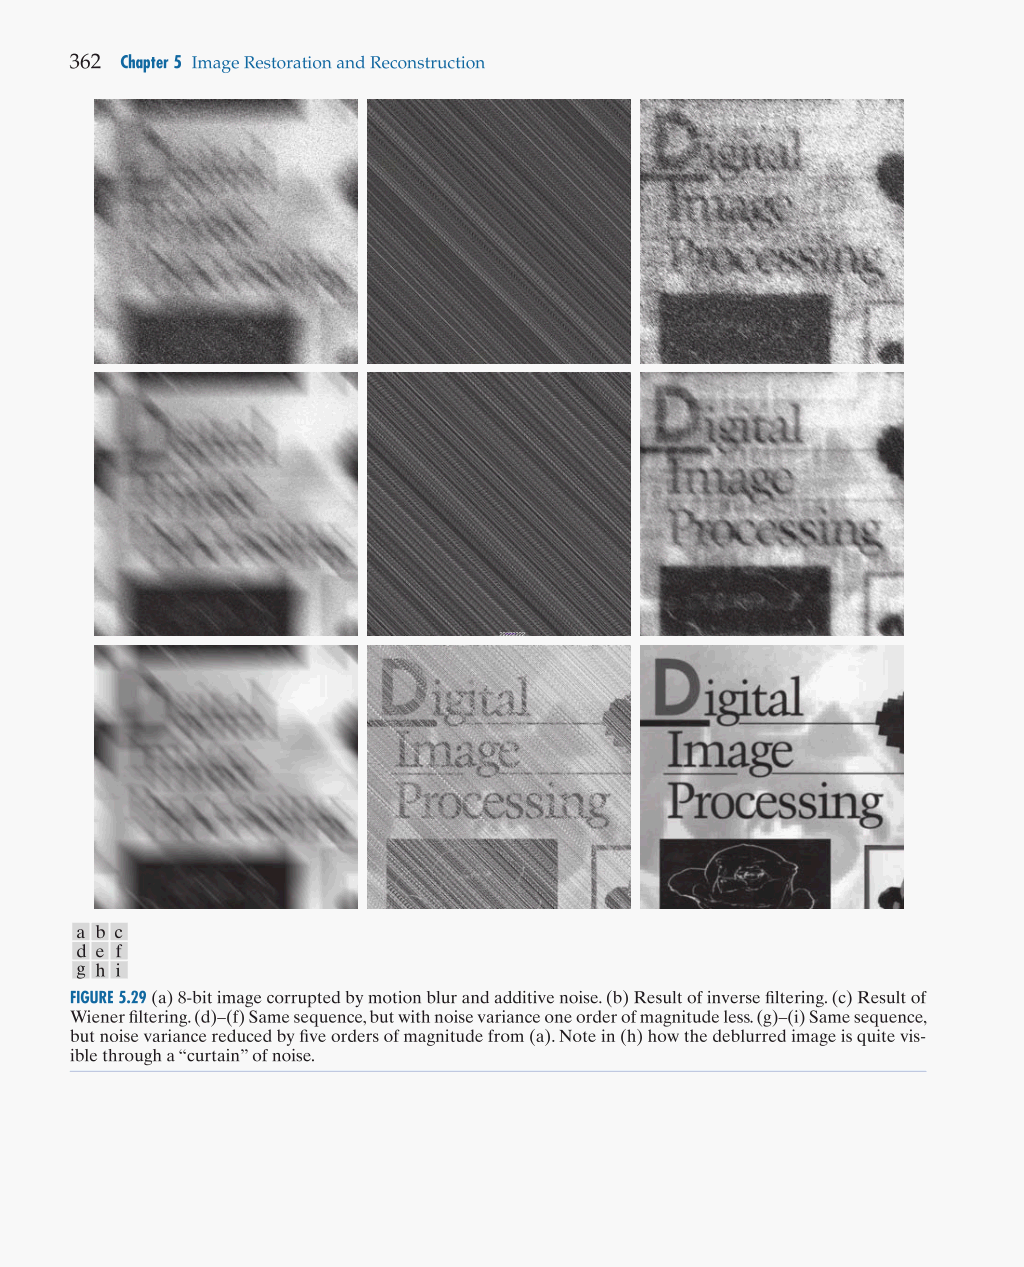 362 Chapter 5 Image Restoration and Reconstruction
Digital
Image
Processing
Digital
Image
Processing
Digital
Image
Processing
Digital
Image
Processing
a b c
d e f
g h i
FIGURE 5.29 (a) 8-bit image corrupted by motion blur and additive noise. (b) Result of inverse filtering. (c) Result of
Wiener filtering. (d)–(f) Same sequence, but with noise variance one order of magnitude less. (g)–(i) Same sequence,
but noise variance reduced by five orders of magnitude from (a). Note in (h) how the deblurred image is quite vis-
ible through a “curtain” of noise.